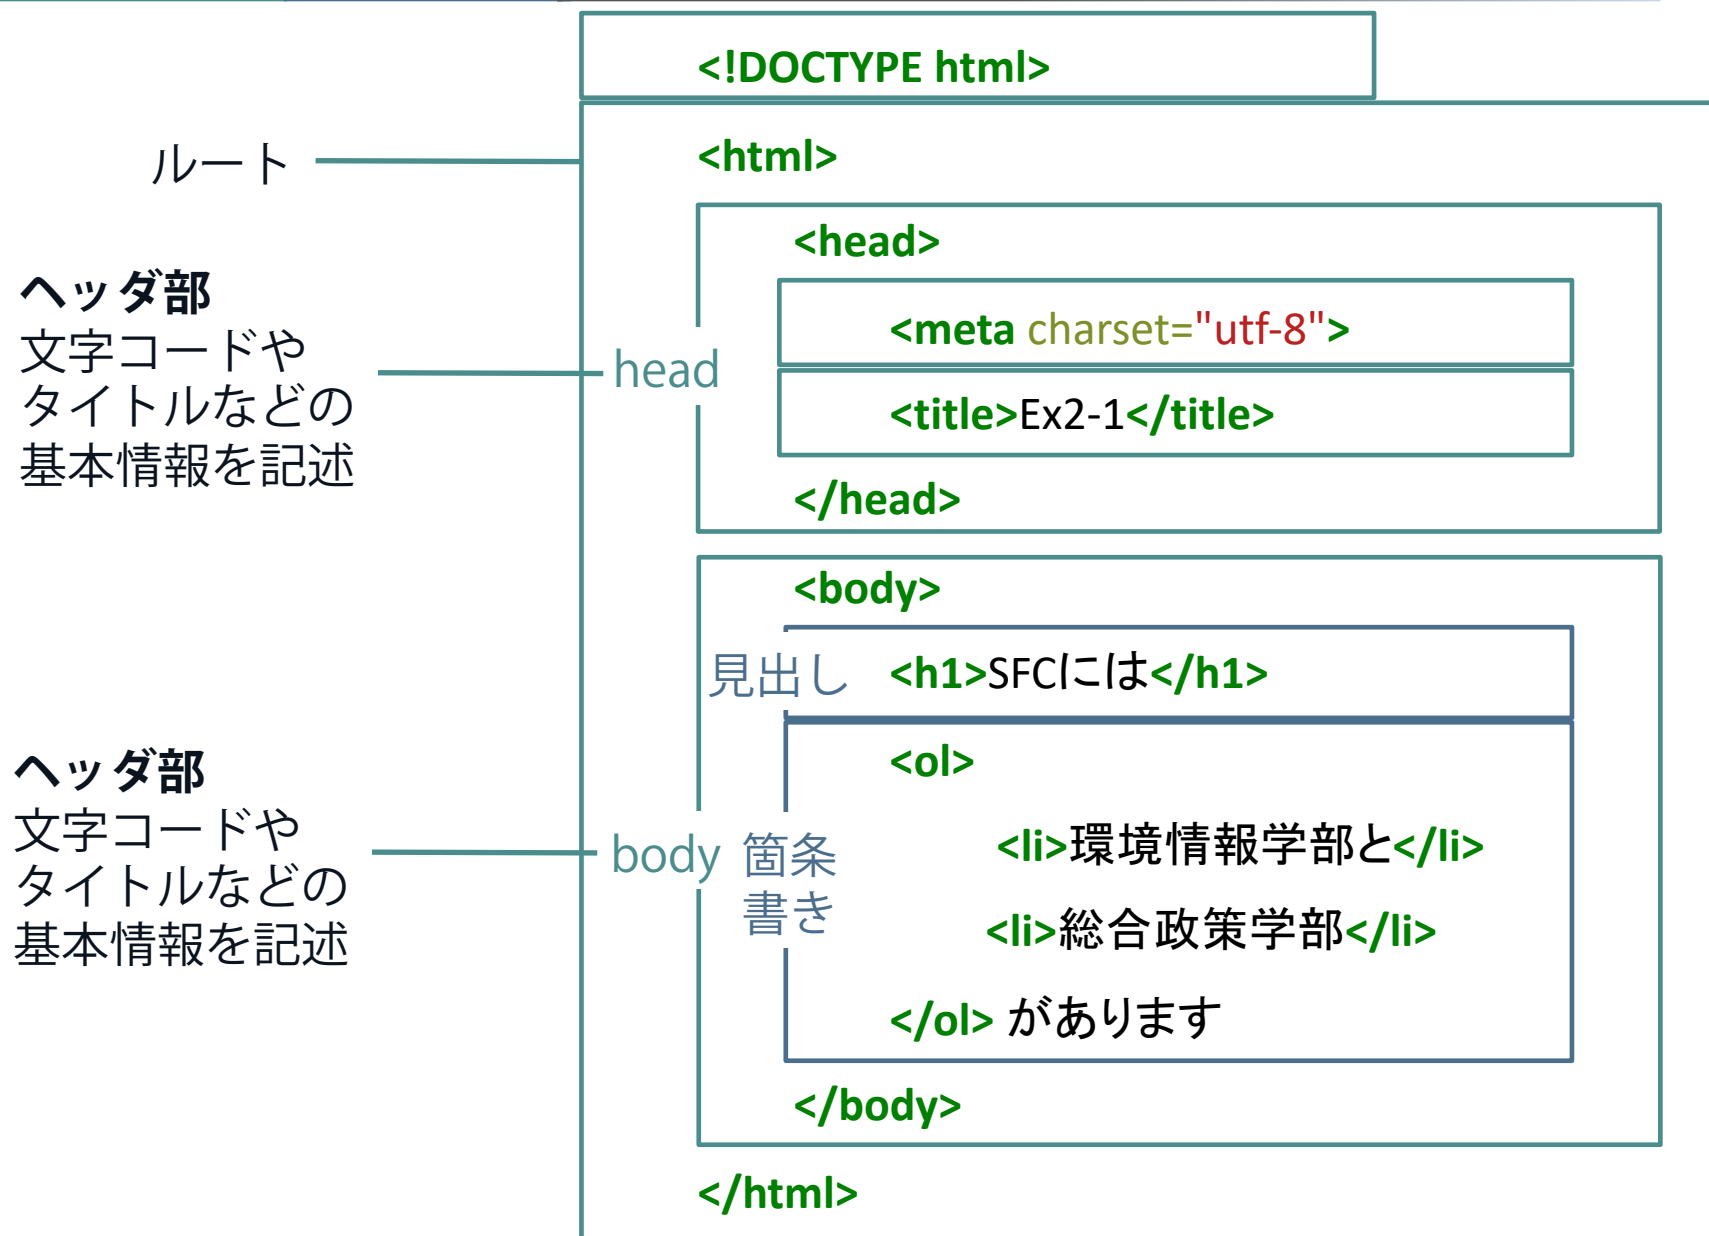 <!DOCTYPE html>
ルート
<html>
<head>
ヘッダ部
文字コードや
タイトルなどの
基本情報を記述
head
<meta charset="utf-8">
<title>Ex2-1</title>
</head>
<body>
見出し
<h1>SFCには</h1>
ヘッダ部
文字コードや
タイトルなどの
基本情報を記述
body
箇条
書き
<ol>
<li>環境情報学部と</li>
<li>総合政策学部</li>
</ol> があります
</body>
</html>